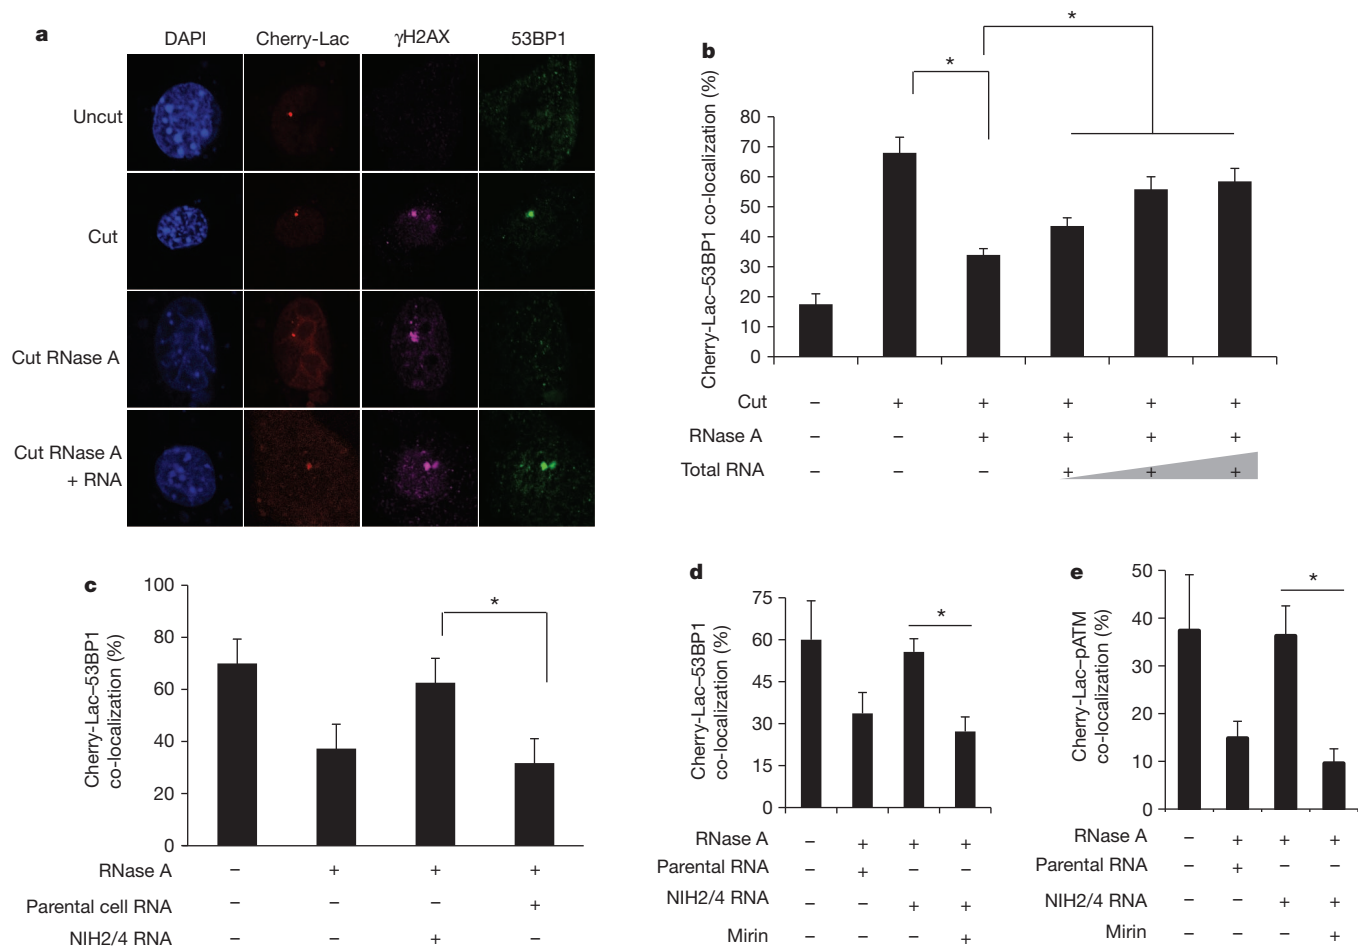 a
DAPI Cherry-Lac γH2AX 53BP1
Uncut
Cut
Cut RNase A
Cut RNase A
+ RNA
b
Cherry-Lac–53BP1 co-localization (%)
80
70
60
50
40
30
20
10
0
*
*
Cut – + + + + +
RNase A – – + + + +
Total RNA – – – + + +
c
Cherry-Lac–53BP1
co-localization (%)
100
80
60
40
20
0
*
RNase A – + + +
Parental cell RNA – – – +
NIH2/4 RNA – – + –
d
Cherry-Lac–53BP1
co-localization (%)
75
60
45
30
15
0
*
RNase A – + + +
Parental RNA – + – –
NIH2/4 RNA – – + +
Mirin – – – +
e
Cherry-Lac–pATM
co-localization (%)
50
40
30
20
10
0
*
RNase A – + + +
Parental RNA – + – –
NIH2/4 RNA – – + +
Mirin – – – +